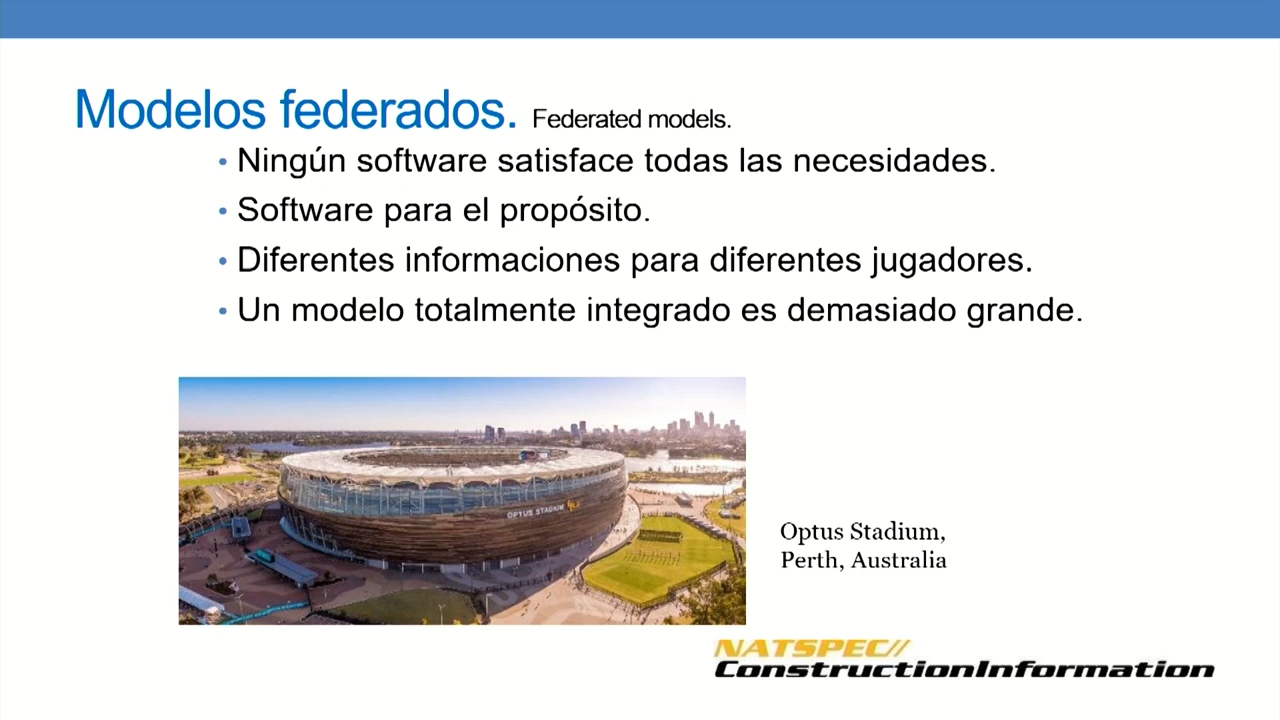 Modelos federados. Federated models.
• Ningún software satisface todas las necesidades.
• Software para el propósito.
• Diferentes informaciones para diferentes jugadores.
• Un modelo totalmente integrado es demasiado grande.
OPTUS STADIUM
Optus Stadium,
Perth, Australia
NATSPEC//
ConstructionInformation